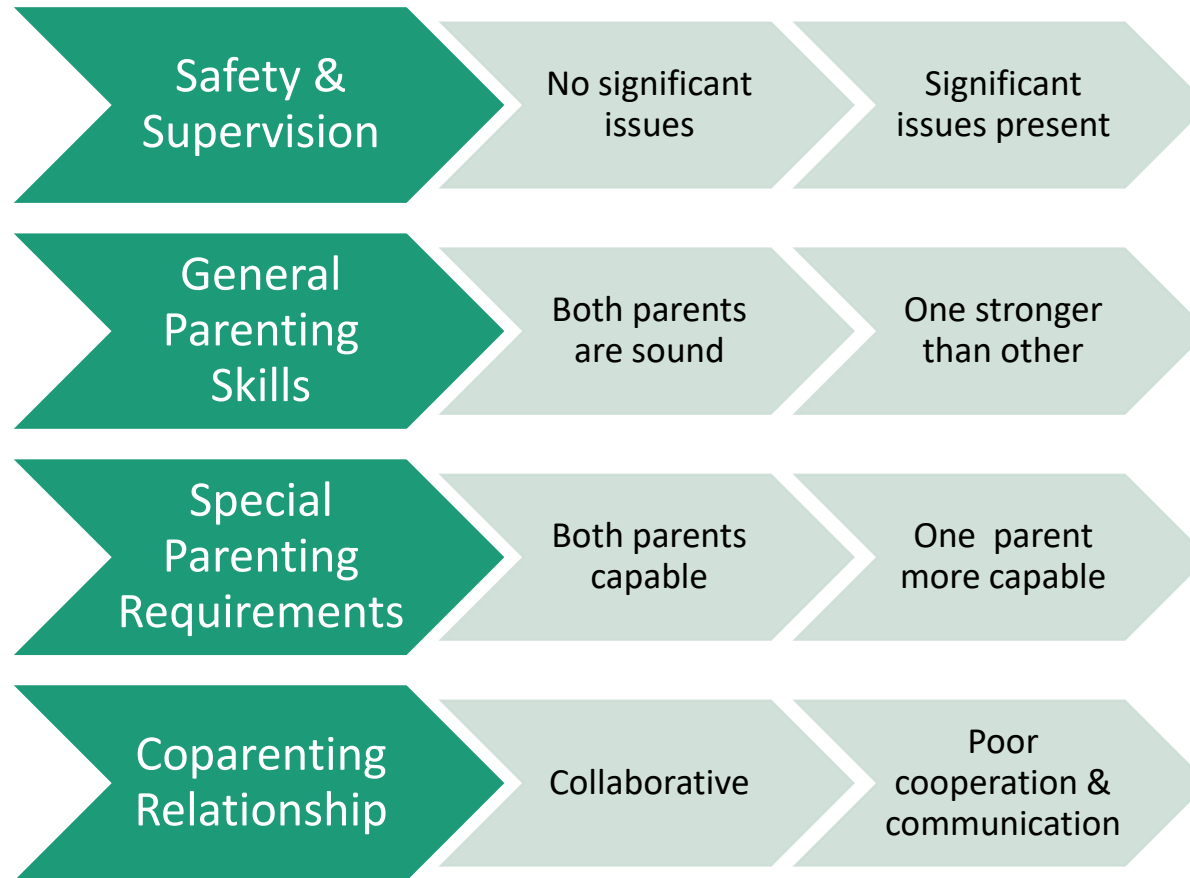 Safety &
Supervision
No significant
issues
Significant
issues present
General
Parenting
Skills
Both parents
are sound
One stronger
than other
Special
Parenting
Requirements
Both parents
capable
One  parent
more capable
Coparenting
Relationship
Collaborative
Poor
cooperation &
communication